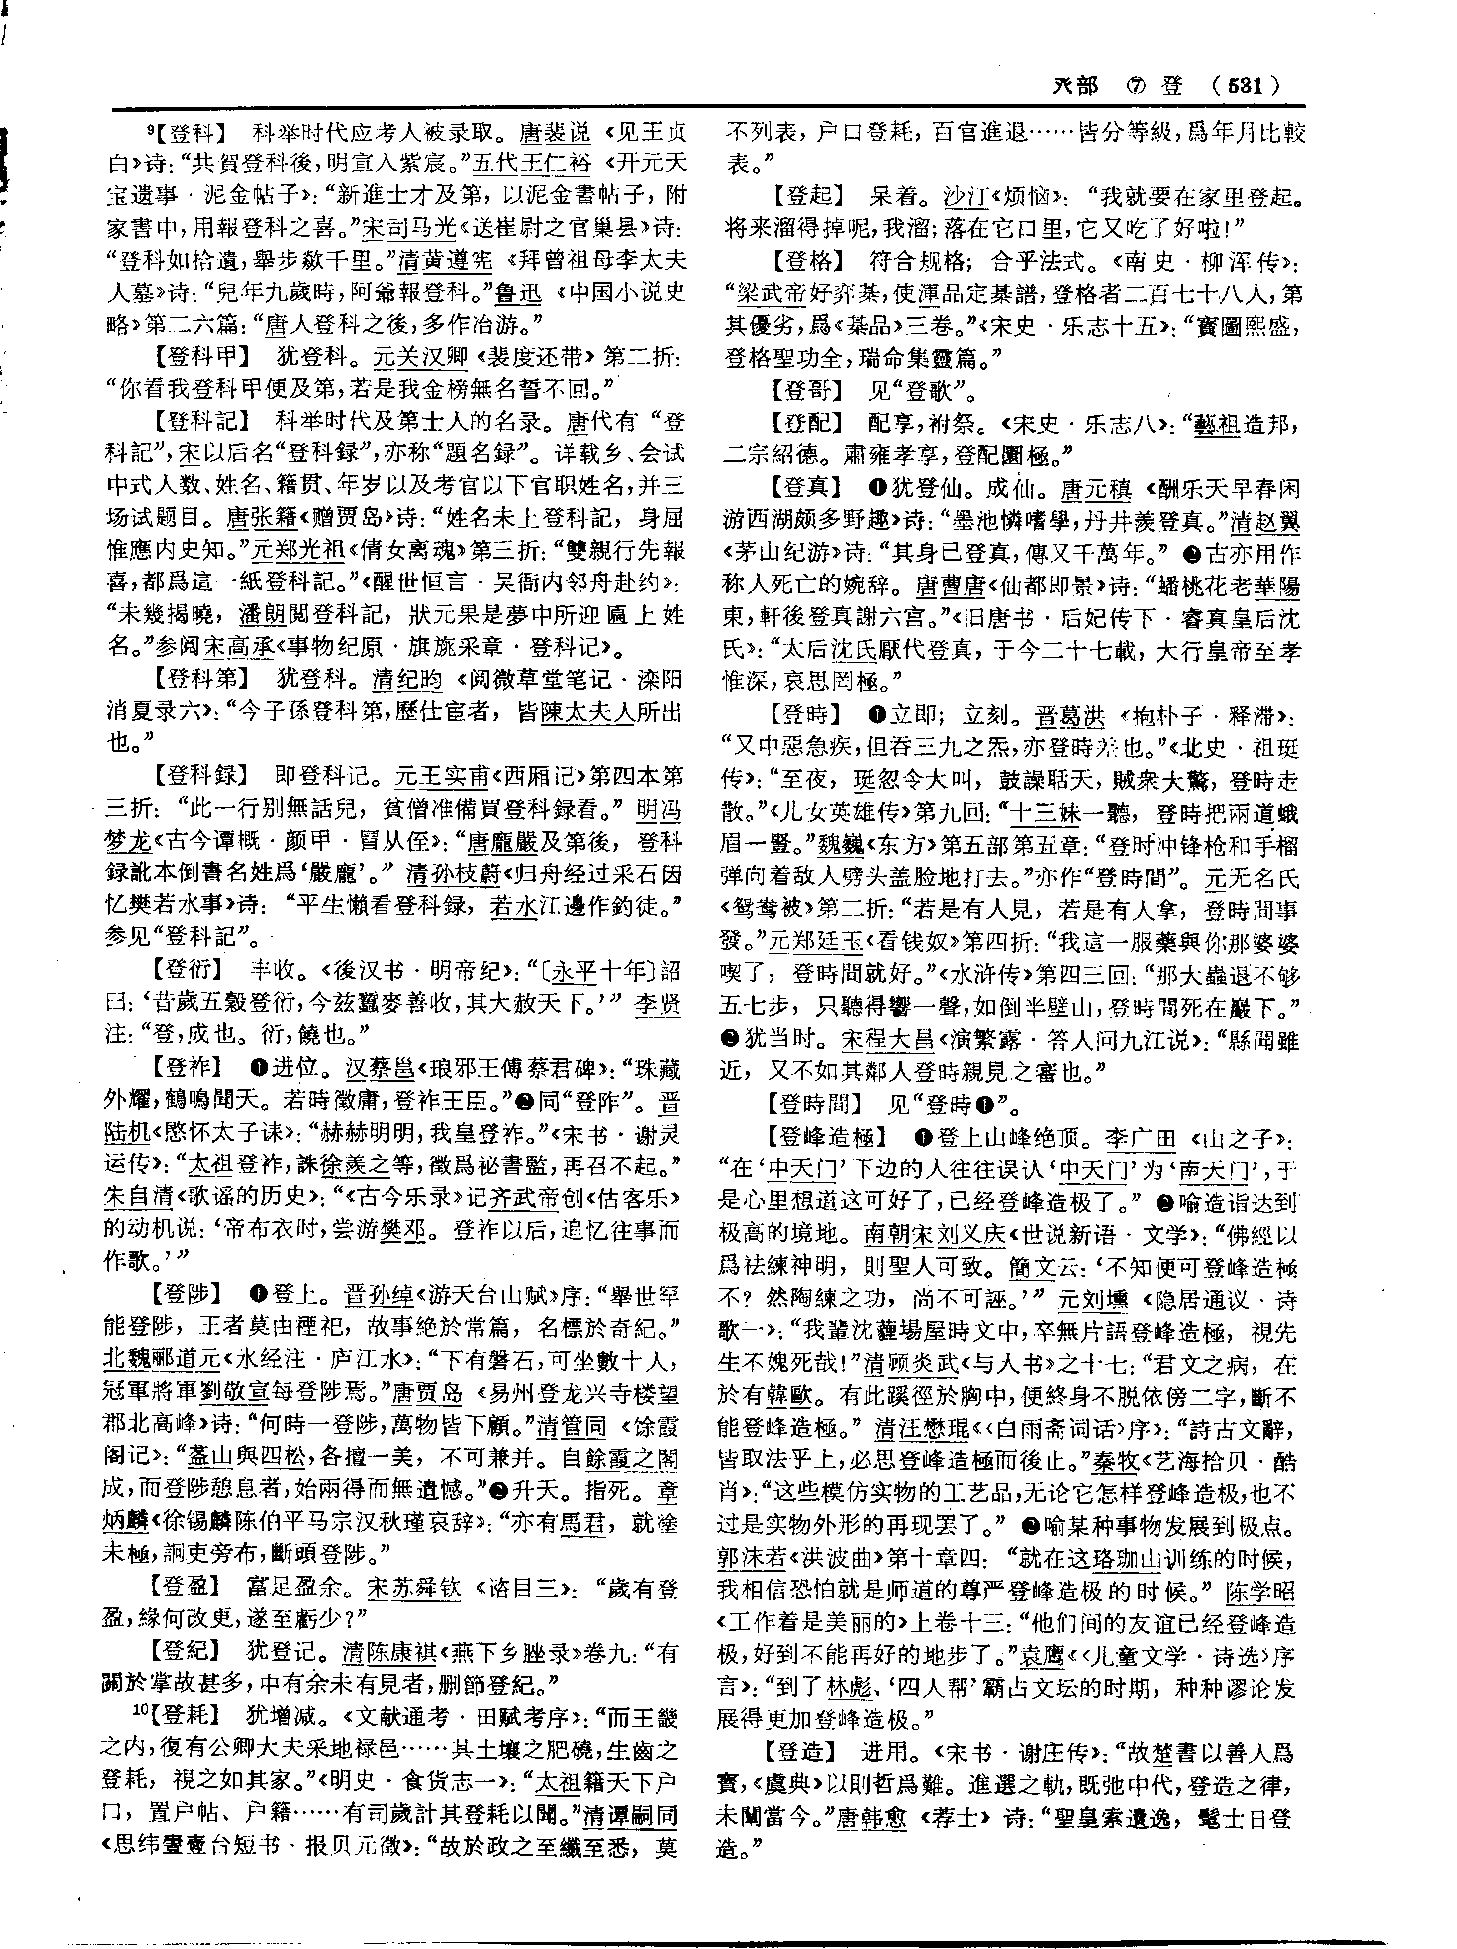 癶部 ⑦ 登 (531)
⁹【登科】 科举时代应考人被录取。唐裴说《见王贞
白》诗:“共賀登科後,明宣入紫宸。”五代王仁裕《开元天
宝遗事·泥金帖子》:“新進士才及第,以泥金書帖子,附
家書中,用報登科之喜。”宋司马光《送崔尉之官巢县》诗:
“登科如拾遺,舉步欻千里。”清黄遵宪《拜曾祖母李太夫
人墓》诗:“兒年九歲時,阿爺報登科。”鲁迅《中国小说史
略》第二六篇:“唐人登科之後,多作冶游。”
【登科甲】 犹登科。元关汉卿《裴度还带》第二折:
“你看我登科甲便及第,若是我金榜無名誓不回。”
【登科記】 科举时代及第士人的名录。唐代有“登
科記”,宋以后名“登科録”,亦称“題名録”。详载乡、会试
中式人数、姓名、籍贯、年岁以及考官以下官职姓名,并三
场试题目。唐张籍《赠贾岛》诗:“姓名未上登科記,身屈
惟應内史知。”元郑光祖《倩女离魂》第三折:“雙親行先報
喜,都爲這一紙登科記。”《醒世恒言·吴衙内邻舟赴约》:
“未幾揭曉,潘朗閲登科記,狀元果是夢中所迎匾上姓
名。”参阅宋高承《事物纪原·旗旐采章·登科记》。
【登科第】 犹登科。清纪昀《阅微草堂笔记·滦阳
消夏录六》:“今子孫登科第,歷仕宦者,皆陳太夫人所出
也。”
【登科録】 即登科记。元王实甫《西厢记》第四本第
三折:“此一行别無話兒,貧僧准備買登科録看。”明冯
梦龙《古今谭概·颜甲·冒从侄》:“唐龐嚴及第後,登科
録訛本倒書名姓爲‘嚴龐’。”清孙枝蔚《归舟经过采石因
忆樊若水事》诗:“平生懶看登科録,若水江邊作釣徒。”
参见“登科記”。
【登衍】 丰收。《後汉书·明帝纪》:“〔永平十年〕詔
曰:‘昔歲五穀登衍,今兹蠶麥善收,其大赦天下。’”李贤
注:“登,成也。衍,饒也。”
【登祚】 ❶进位。汉蔡邕《琅邪王傅蔡君碑》:“珠藏
外耀,鶴鳴聞天。若時徵庸,登祚王臣。”❷同“登阼”。晋
陆机《愍怀太子诔》:“赫赫明明,我皇登祚。”《宋书·谢灵
运传》:“太祖登祚,誅徐羨之等,徵爲祕書監,再召不起。”
朱自清《歌谣的历史》:“《古今乐录》记齐武帝创《估客乐》
的动机说:‘帝布衣时,尝游樊邓。登祚以后,追忆往事而
作歌。’”
【登陟】 ❶登上。晋孙绰《游天台山赋》序:“舉世罕
能登陟,王者莫由禋祀,故事絶於常篇,名標於奇紀。”
北魏郦道元《水经注·庐江水》:“下有磐石,可坐數十人,
冠軍將軍劉敬宣每登陟焉。”唐贾岛《易州登龙兴寺楼望
郡北高峰》诗:“何時一登陟,萬物皆下顧。”清管同《馀霞
阁记》:“盋山與四松,各擅一美,不可兼并。自餘霞之閣
成,而登陟憩息者,始兩得而無遺憾。”❷升天。指死。章
炳麟《徐锡麟陈伯平马宗汉秋瑾哀辞》:“亦有馬君,就塗
未極,詗吏旁布,斷頭登陟。”
【登盈】 富足盈余。宋苏舜钦《谘目三》:“歲有登
盈,緣何改更,遂至虧少?”
【登紀】 犹登记。清陈康祺《燕下乡脞录》卷九:“有
關於掌故甚多,中有余未有見者,删節登紀。”
¹⁰【登耗】 犹增减。《文献通考·田赋考序》:“而王畿
之内,復有公卿大夫采地禄邑……其土壤之肥磽,生齒之
登耗,視之如其家。”《明史·食货志一》:“太祖籍天下户
口,置户帖、户籍……有司歲計其登耗以聞。”清谭嗣同
《思纬壹壹台短书·报贝元徵》:“故於政之至纖至悉,莫
不列表,户口登耗,百官進退……皆分等級,爲年月比較
表。”
【登起】 呆着。沙汀《烦恼》:“我就要在家里登起。
将来溜得掉呢,我溜;落在它口里,它又吃了好啦!”
【登格】 符合规格;合乎法式。《南史·柳浑传》:
“梁武帝好弈棊,使渾品定棊譜,登格者二百七十八人,第
其優劣,爲《棊品》三卷。”《宋史·乐志十五》:“寳圖熙盛,
登格聖功全,瑞命集靈篇。”
【登哥】 见“登歌”。
【登配】 配享,祔祭。《宋史·乐志八》:“藝祖造邦,
二宗紹德。肅雍孝享,登配圜極。”
【登真】 ❶犹登仙。成仙。唐元稹《酬乐天早春闲
游西湖颇多野趣》诗:“墨池憐嗜學,丹井羨登真。”清赵翼
《茅山纪游》诗:“其身已登真,傳又千萬年。”❷古亦用作
称人死亡的婉辞。唐曹唐《仙都即景》诗:“蟠桃花老華陽
東,軒後登真謝六宫。”《旧唐书·后妃传下·睿真皇后沈
氏》:“太后沈氏厭代登真,于今二十七載,大行皇帝至孝
惟深,哀思罔極。”
【登時】 ❶立即;立刻。晋葛洪《抱朴子·释滞》:
“又中惡急疾,但吞三九之炁,亦登時差也。”《北史·祖珽
传》:“至夜,珽忽令大叫,鼓譟聒天,賊衆大驚,登時走
散。”《儿女英雄传》第九回:“十三妹一聽,登時把兩道蛾
眉一豎。”魏巍《东方》第五部第五章:“登时冲锋枪和手榴
弹向着敌人劈头盖脸地打去。”亦作“登時間”。元无名氏
《鸳鸯被》第二折:“若是有人見,若是有人拿,登時間事
發。”元郑廷玉《看钱奴》第四折:“我這一服藥與你那婆婆
喫了,登時間就好。”《水浒传》第四三回:“那大蟲退不够
五七步,只聽得響一聲,如倒半壁山,登時間死在巖下。”
❷犹当时。宋程大昌《演繁露·答人问九江说》:“縣聞雖
近,又不如其鄰人登時親見之審也。”
【登時間】 见“登時❶”。
【登峰造極】 ❶登上山峰绝顶。李广田《山之子》:
“在‘中天门’下边的人往往误认‘中天门’为‘南天门’,于
是心里想道这可好了,已经登峰造极了。”❷喻造诣达到
极高的境地。南朝宋刘义庆《世说新语·文学》:“佛經以
爲祛練神明,則聖人可致。簡文云:‘不知便可登峰造極
不?然陶練之功,尚不可誣。’”元刘壎《隐居通议·诗
歌一》:“我輩沈薶場屋時文中,卒無片語登峰造極,視先
生不媿死哉!”清顾炎武《与人书》之十七:“君文之病,在
於有韓歐。有此蹊徑於胸中,便終身不脱依傍二字,斷不
能登峰造極。”清汪懋琨《〈白雨斋词话〉序》:“詩古文辭,
皆取法乎上,必思登峰造極而後止。”秦牧《艺海拾贝·酷
肖》:“这些模仿实物的工艺品,无论它怎样登峰造极,也不
过是实物外形的再现罢了。”❷喻某种事物发展到极点。
郭沫若《洪波曲》第十章四:“就在这珞珈山训练的时候,
我相信恐怕就是师道的尊严登峰造极的时候。”陈学昭
《工作着是美丽的》上卷十三:“他们间的友谊已经登峰造
极,好到不能再好的地步了。”袁鹰《〈儿童文学·诗选〉序
言》:“到了林彪、‘四人帮’霸占文坛的时期,种种谬论发
展得更加登峰造极。”
【登造】 进用。《宋书·谢庄传》:“故楚書以善人爲
寳,《虞典》以則哲爲難。進選之軌,既弛中代,登造之律,
未闡當今。”唐韩愈《荐士》诗:“聖皇索遺逸,髦士日登
造。”